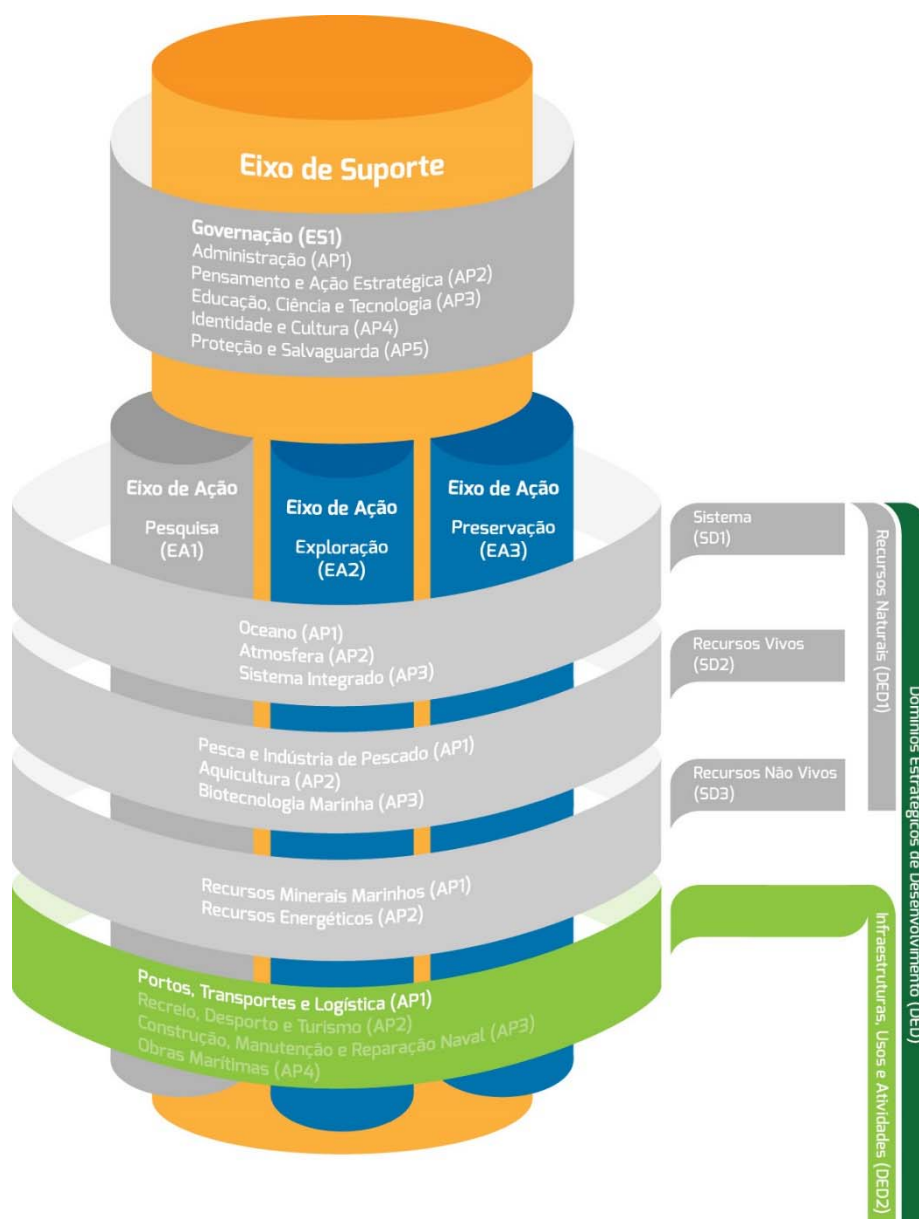 Eixo de Suporte
Governação (ES1)
Administração (AP1)
Pensamento e Ação Estratégica (AP2)
Educação, Ciência e Tecnologia (AP3)
Identidade e Cultura (AP4)
Proteção e Salvaguarda (AP5)
Eixo de Ação
Pesquisa
(EA1)
Eixo de Ação
Exploração
(EA2)
Eixo de Ação
Preservação
(EA3)
Oceano (AP1)
Atmosfera (AP2)
Sistema Integrado (AP3)
Pesca e Indústria de Pescado (AP1)
Aquicultura (AP2)
Biotecnologia Marinha (AP3)
Recursos Minerais Marinhos (AP1)
Recursos Energéticos (AP2)
Portos, Transportes e Logística (AP1)
Recreio, Desporto e Turismo (AP2)
Construção, Manutenção e Reparação Naval (AP3)
Obras Marítimas (AP4)
Sistema
(SD1)
Recursos Vivos
(SD2)
Recursos Não Vivos
(SD3)
Recursos Naturais (DED1)
Infraestruturas, Usos e Atividades (DED2)
Domínios Estratégicos de Desenvolvimento (DED)